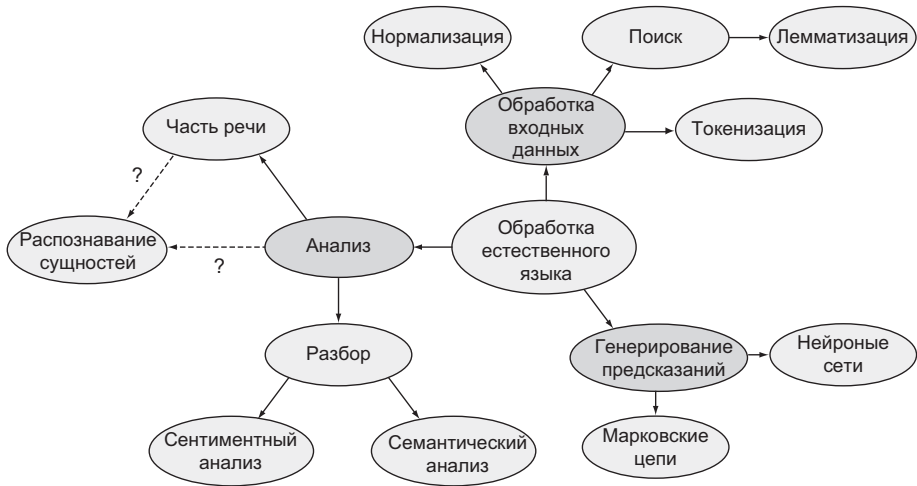 Нормализация
Поиск
Лемматизация
Обработка
входных
данных
Токенизация
Часть речи
?
Распознавание
сущностей
?
Анализ
Обработка
естественного
языка
Разбор
Генерирование
предсказаний
Нейроные
сети
Сентиментный
анализ
Семантический
анализ
Марковские
цепи